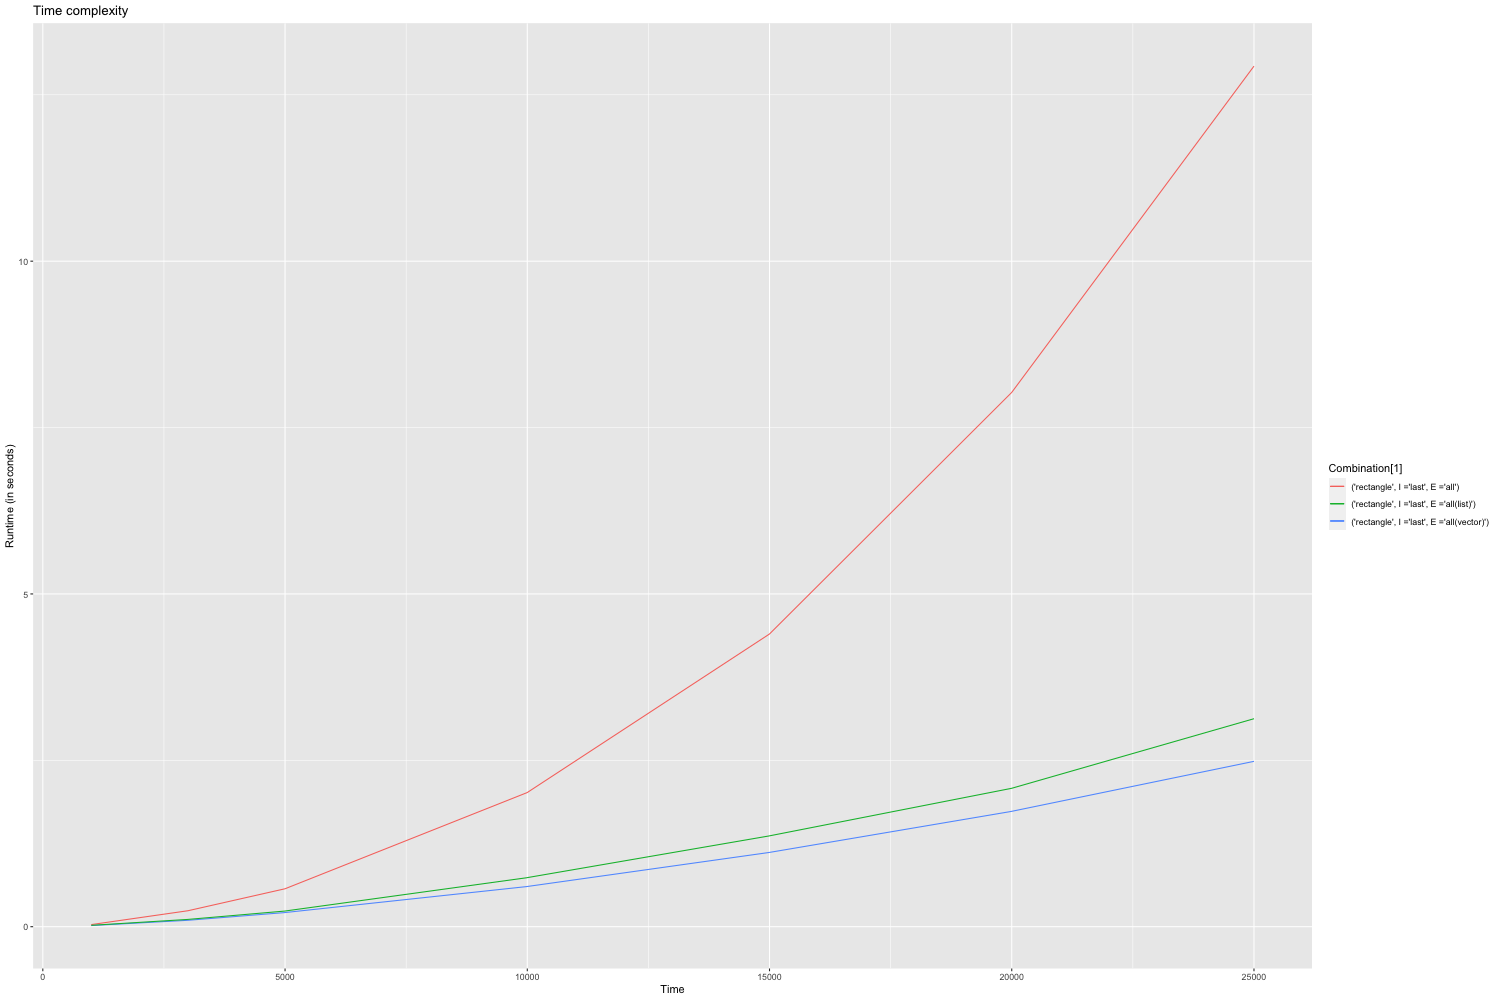 Time complexity
Runtime (in seconds)
10
5
0
0
5000
10000
15000
20000
25000
Time
Combination[1]
('rectangle', I ='last', E ='all')
('rectangle', I ='last', E ='all(list)')
('rectangle', I ='last', E ='all(vector)')